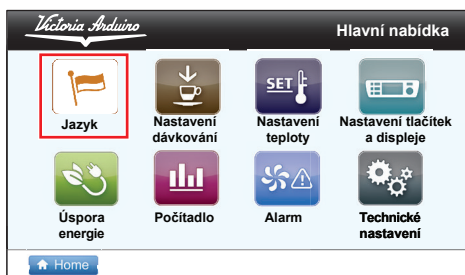 Victoria Arduino
Hlavní nabídka
SET
Jazyk
Nastavení
dávkování
Nastavení
teploty
Nastavení tlačítek
a displeje
Úspora
energie
Počítadlo
Alarm
Technické
nastavení
Home